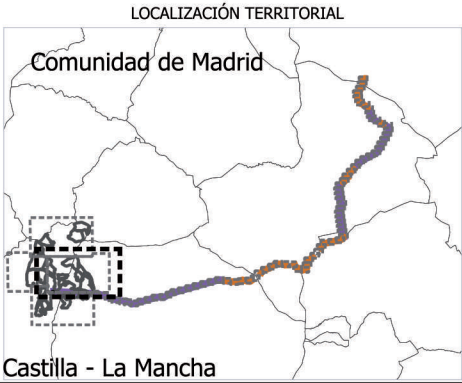 LOCALIZACIÓN TERRITORIAL
Comunidad de Madrid
Castilla - La Mancha